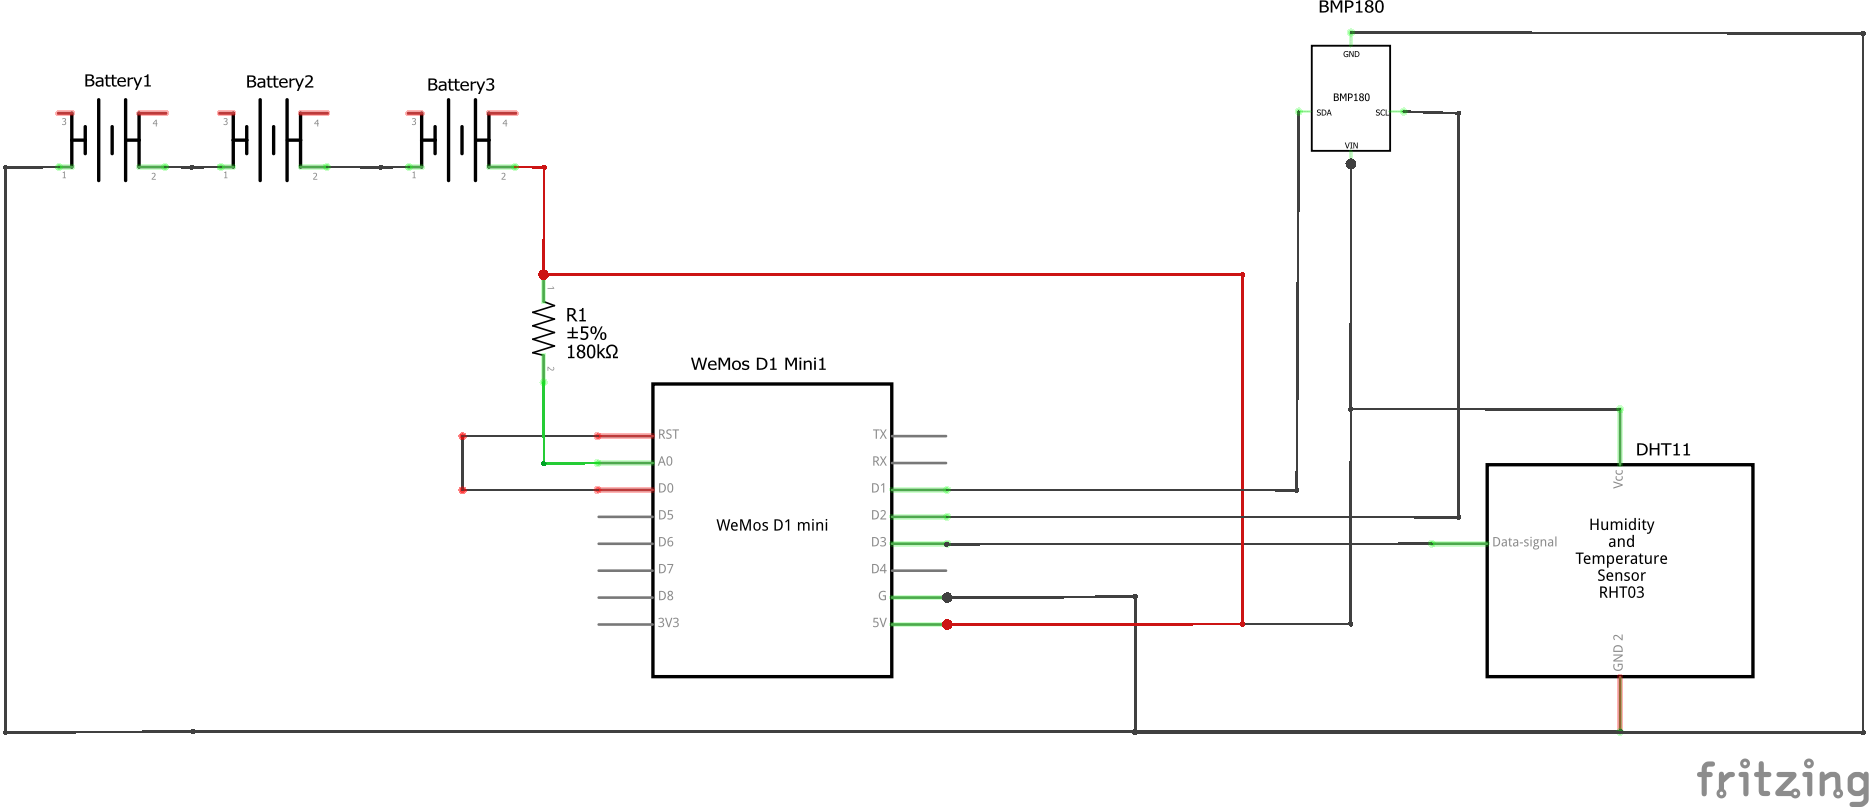 BMP180
GND
BMP180
SDA
SCL
VIN
Battery1
3
4
1
2
Battery2
3
4
1
2
Battery3
3
4
1
2
1
R1
±5%
180kΩ
2
WeMos D1 Mini1
RST
A0
D0
D5
D6
D7
D8
3V3
WeMos D1 mini
TX
RX
D1
D2
D3
D4
G
5V
DHT11
Vcc
Data-signal
Humidity
and
Temperature
Sensor
RHT03
GND 2
fritzing